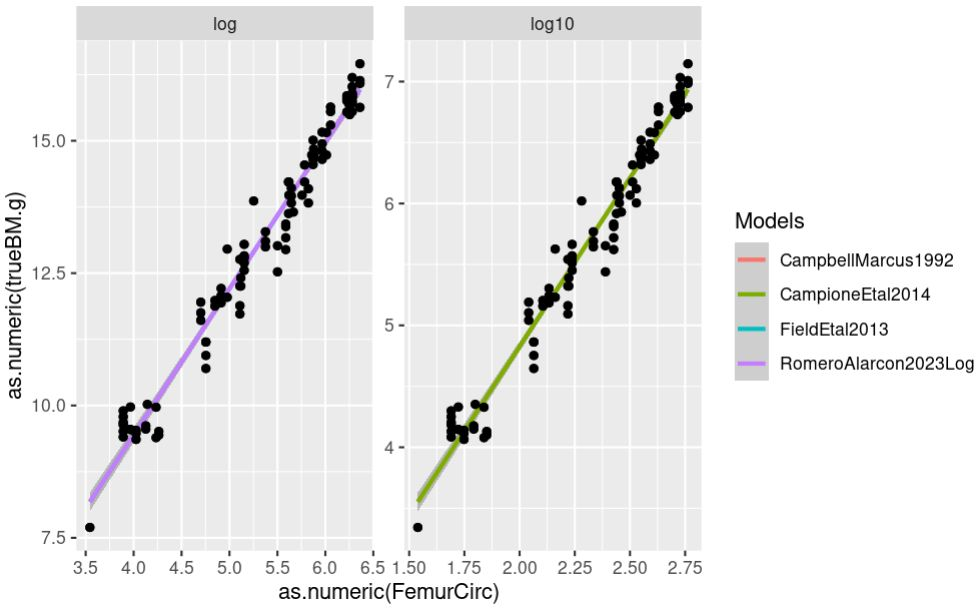 log
log10
as.numeric(trueBM.g)
15.0
12.5
10.0
7.5
7
6
5
4
3.5 4.0 4.5 5.0 5.5 6.0 6.5
1.50 1.75 2.00 2.25 2.50 2.75
as.numeric(FemurCirc)
Models
CampbellMarcus1992
CampioneEtal2014
FieldEtal2013
RomeroAlarcon2023Log